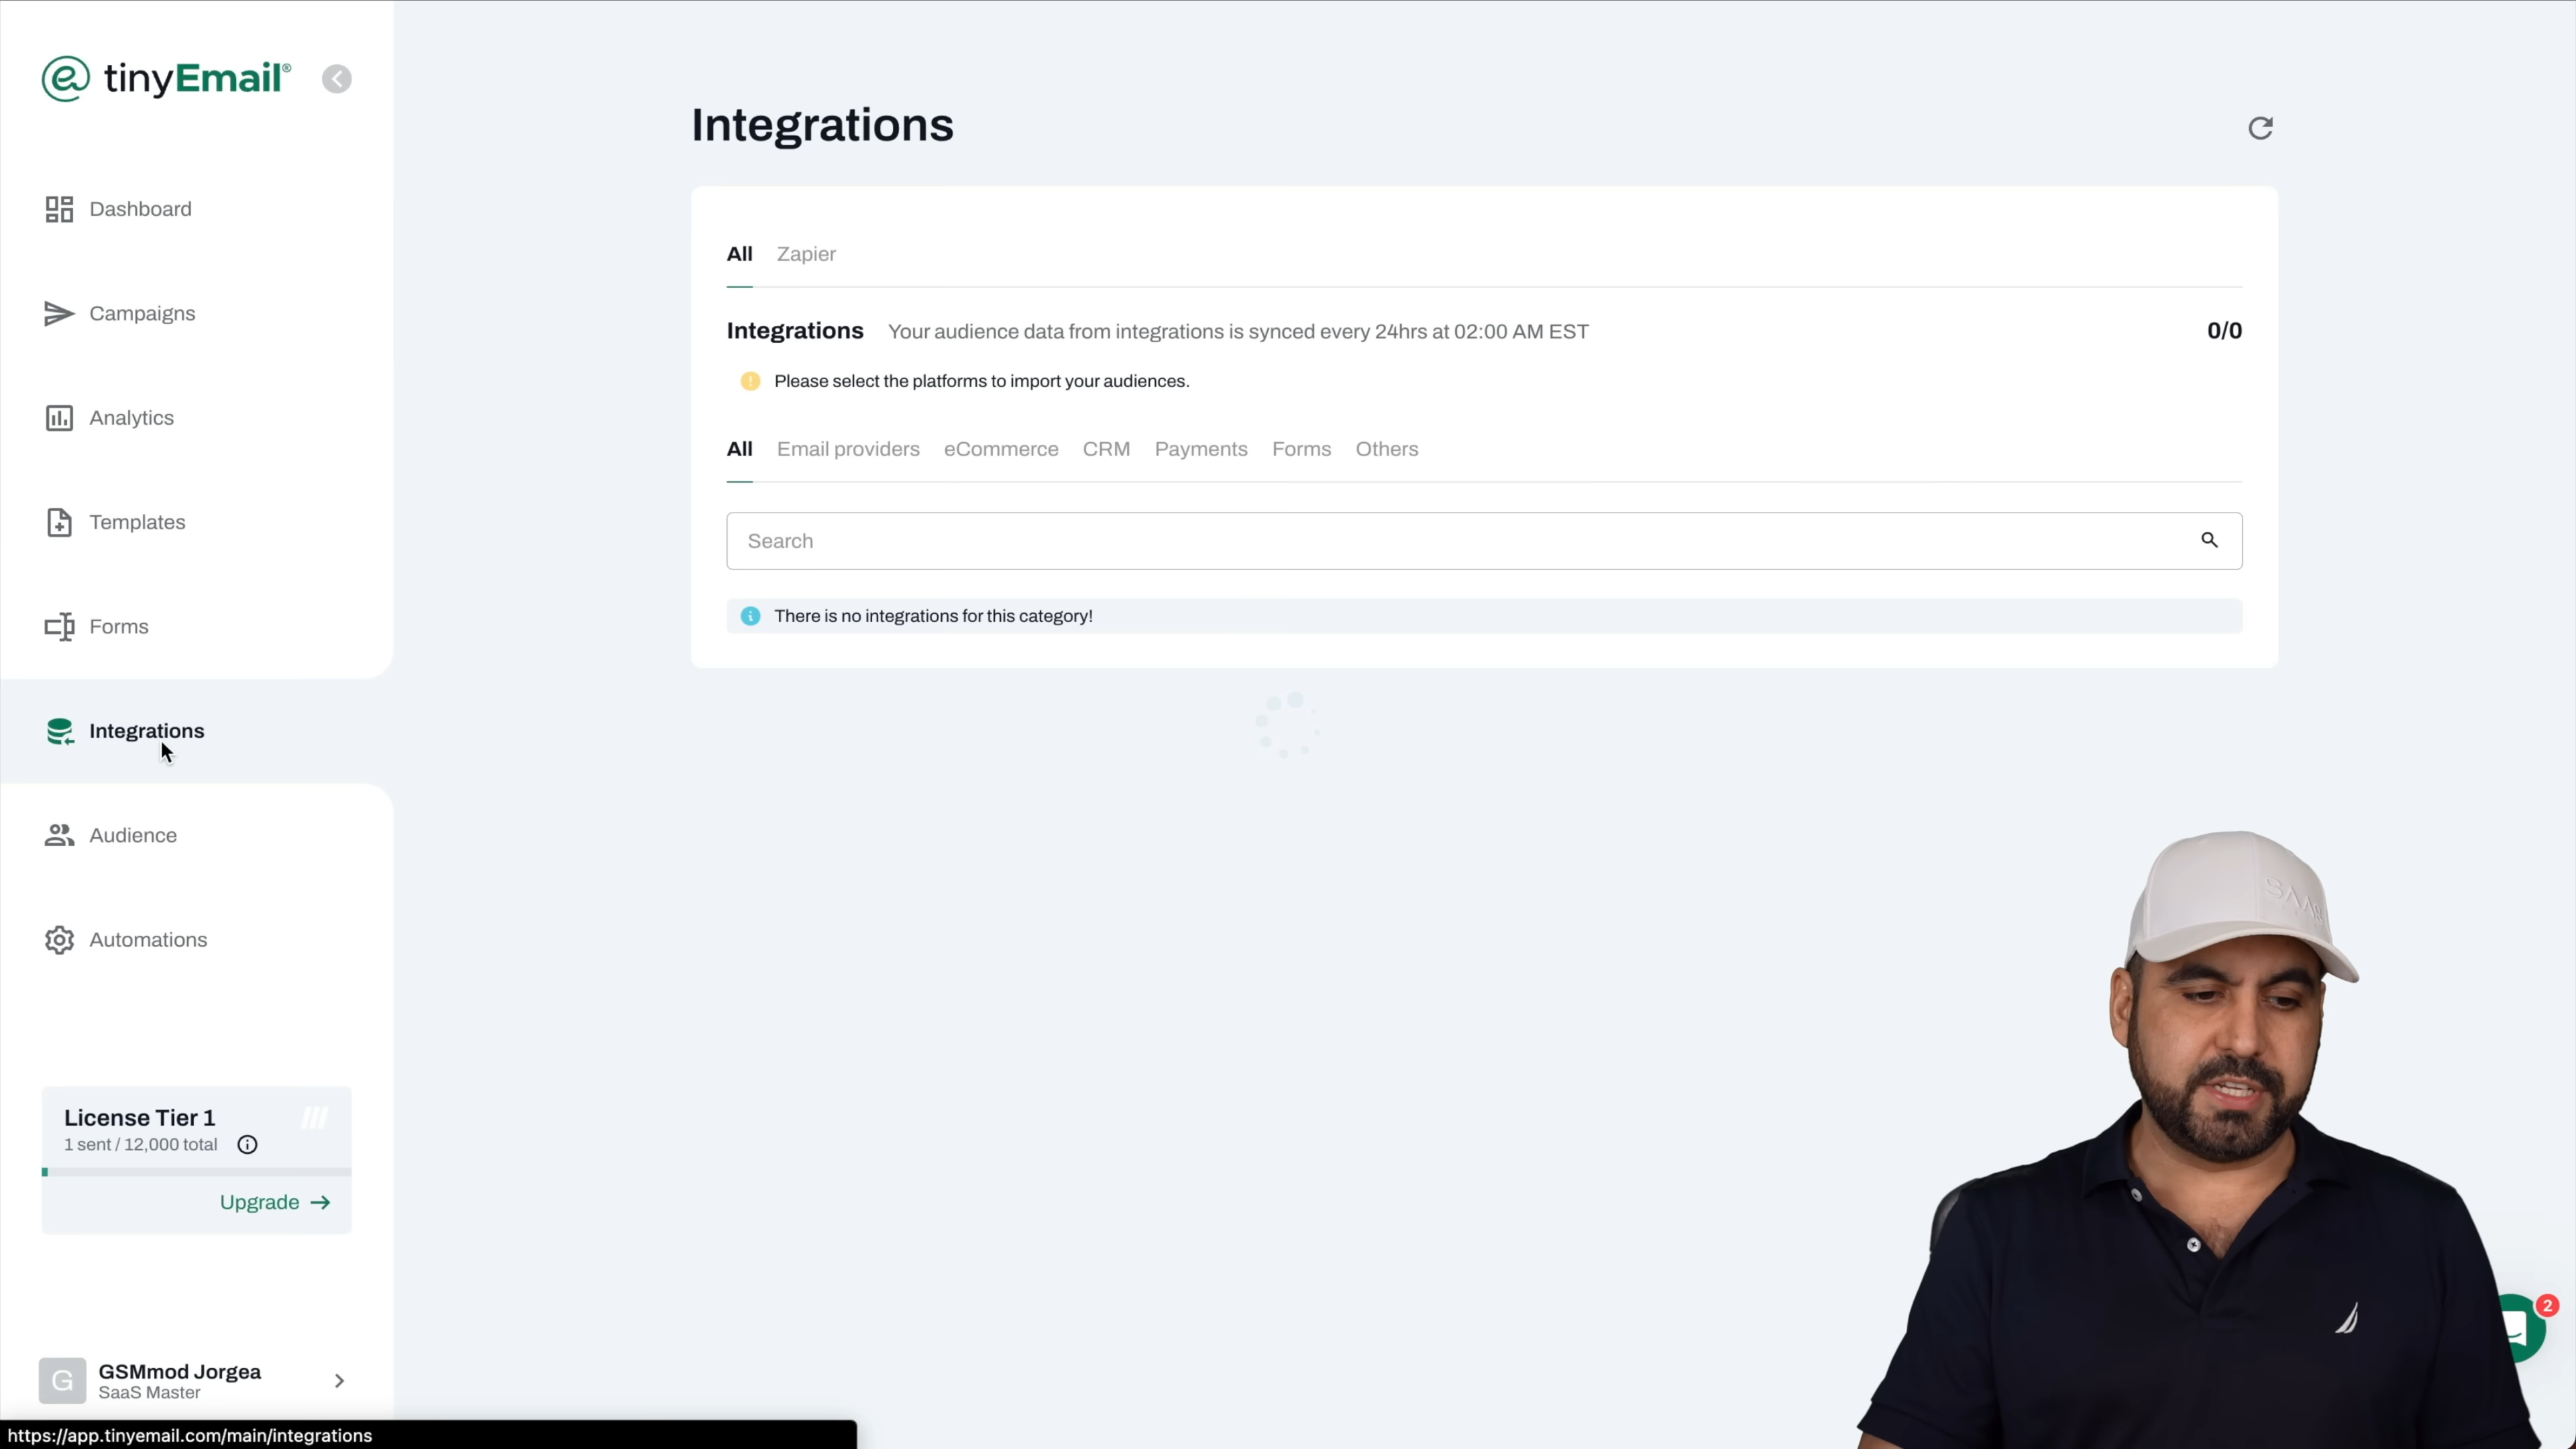 tinyEmail®
Dashboard
Campaigns
Analytics
Templates
Forms
Integrations
Audience
Automations
License Tier 1
1 sent / 12,000 total
Upgrade
G
GSMmod Jorgea
SaaS Master
https://app.tinyemail.com/main/integrations
Integrations
All Zapier
Integrations Your audience data from integrations is synced every 24hrs at 02:00 AM EST 0/0
Please select the platforms to import your audiences.
All Email providers eCommerce CRM Payments Forms Others
Search
There is no integrations for this category!
SAAS
2